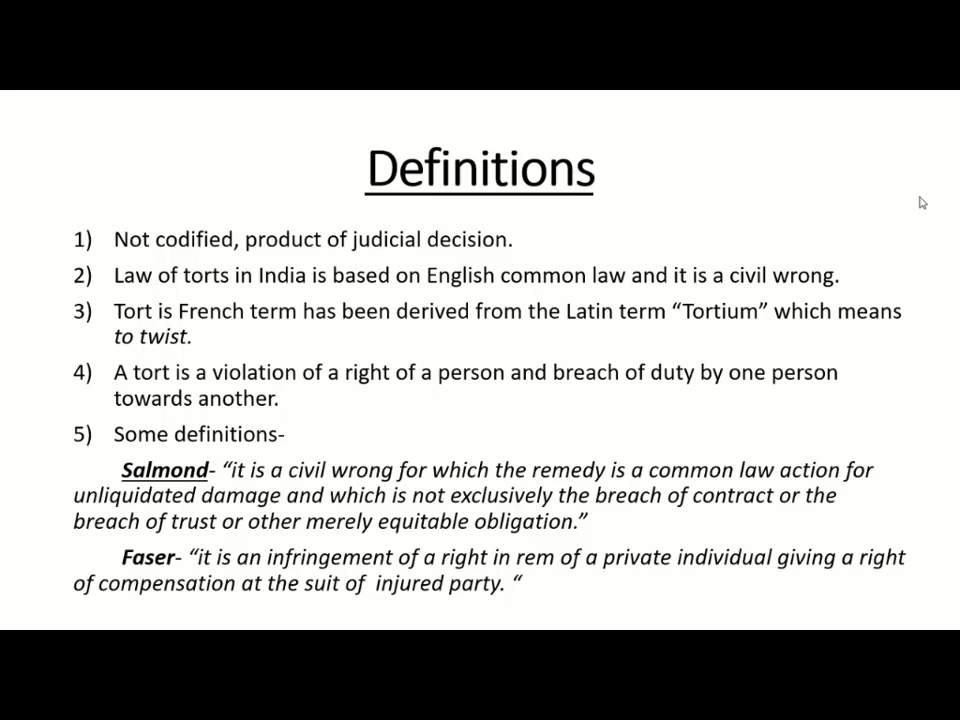 Definitions
1) Not codified, product of judicial decision.
2) Law of torts in India is based on English common law and it is a civil wrong.
3) Tort is French term has been derived from the Latin term “Tortium” which means
to twist.
4) A tort is a violation of a right of a person and breach of duty by one person
towards another.
5) Some definitions-
Salmond- “it is a civil wrong for which the remedy is a common law action for
unliquidated damage and which is not exclusively the breach of contract or the
breach of trust or other merely equitable obligation.”
Faser- “it is an infringement of a right in rem of a private individual giving a right
of compensation at the suit of  injured party. “